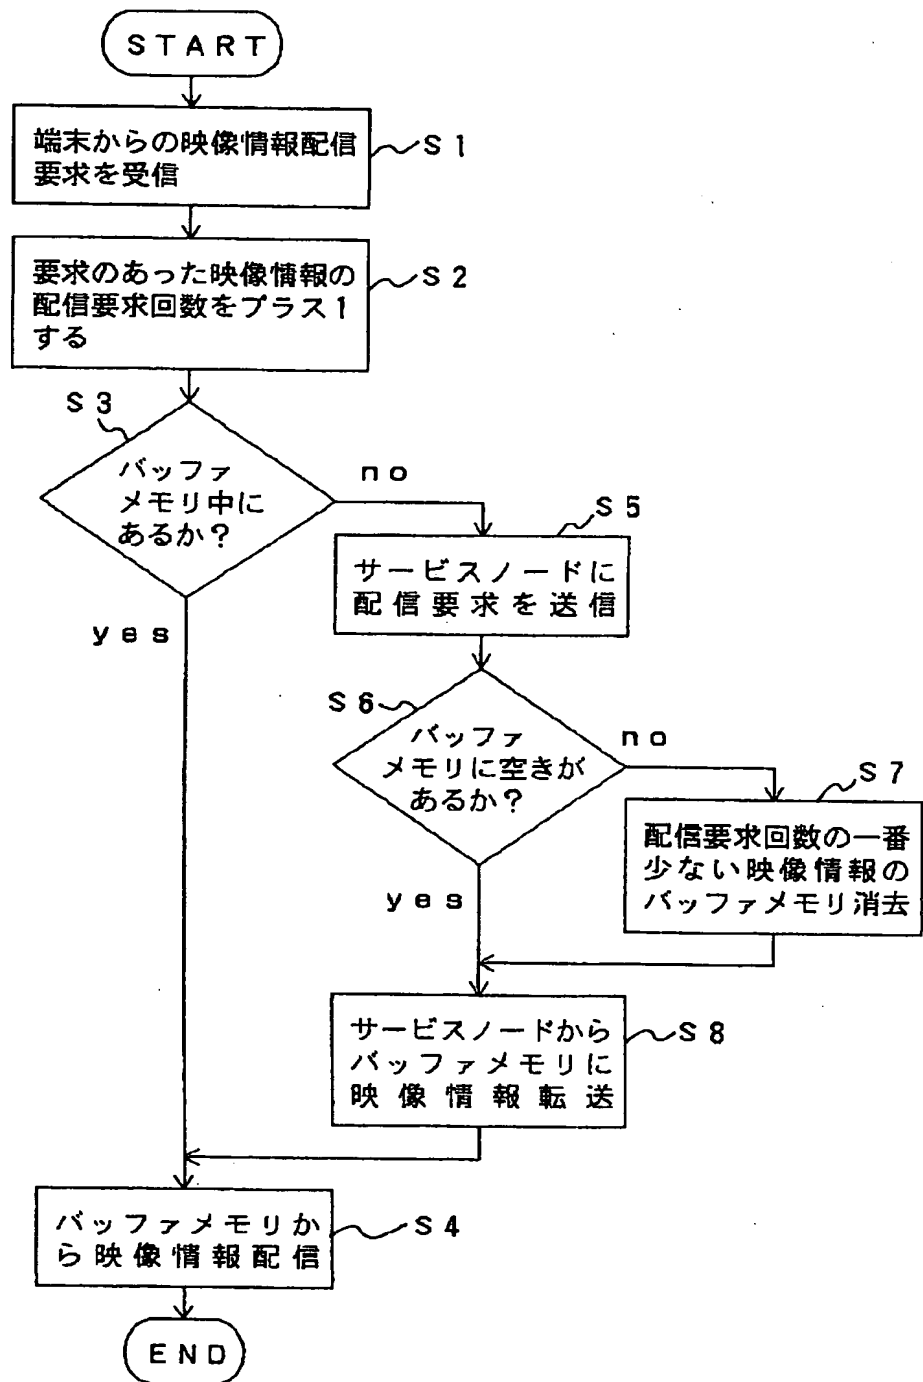 START
端末からの映像情報配信
要求を受信
S1
要求のあった映像情報の
配信要求回数をプラス1
する
S2
S3
バッファ
メモリ中に
あるか?
no
yes
S5
サービスノードに
配信要求を送信
S6
バッファ
メモリに空きが
あるか?
no
yes
S7
配信要求回数の一番
少ない映像情報の
バッファメモリ消去
サービスノードから
バッファメモリに
映像情報転送
S8
バッファメモリか
ら映像情報配信
S4
END